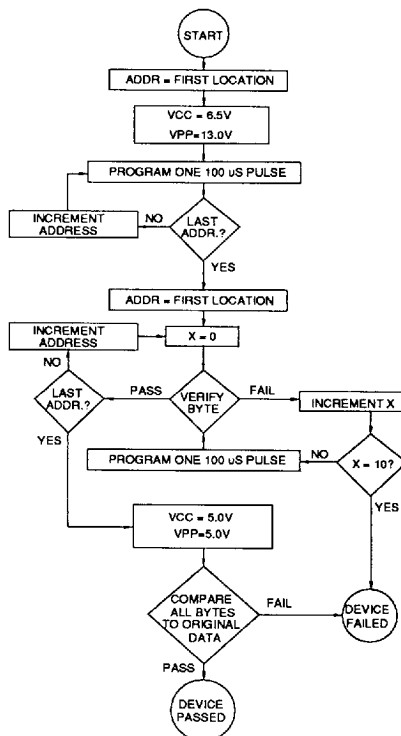 START
ADDR = FIRST LOCATION
VCC = 6.5V
VPP=13.0V
PROGRAM ONE 100 uS PULSE
INCREMENT
ADDRESS
NO
LAST
ADDR.?
YES
ADDR = FIRST LOCATION
INCREMENT
ADDRESS
X = 0
NO
LAST
ADDR.?
PASS
VERIFY
BYTE
FAIL
INCREMENT X
YES
PROGRAM ONE 100 uS PULSE
NO
X = 10?
YES
VCC = 5.0V
VPP=5.0V
COMPARE
ALL BYTES
TO ORIGINAL
DATA
FAIL
DEVICE
FAILED
PASS
DEVICE
PASSED